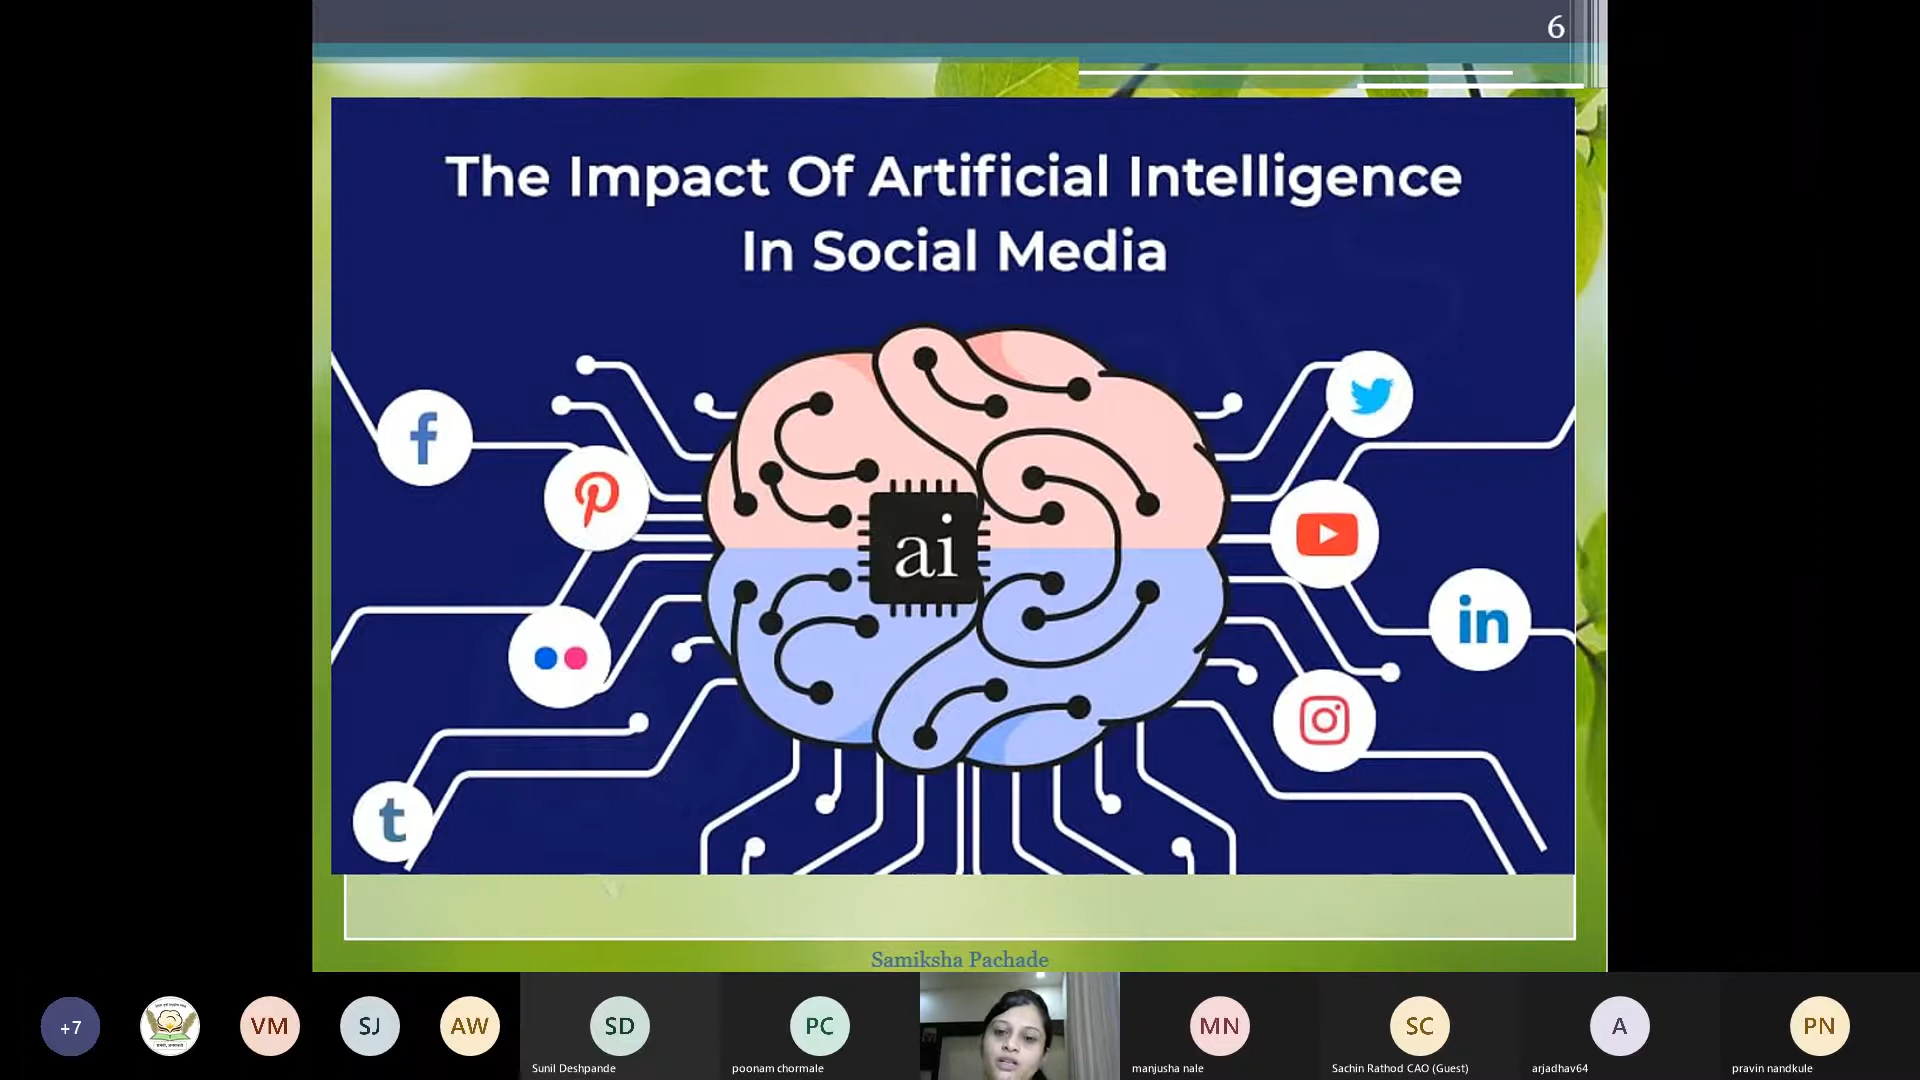 6
The Impact Of Artificial Intelligence
In Social Media
f
in
ai
t
Samiksha Pachade
+7
VM
SJ
AW
SD
PC
MN
SC
A
PN
Sunil Deshpande
poonam chormale
manjusha nale
Sachin Rathod CAO (Guest)
arjadhav64
pravin nandkule